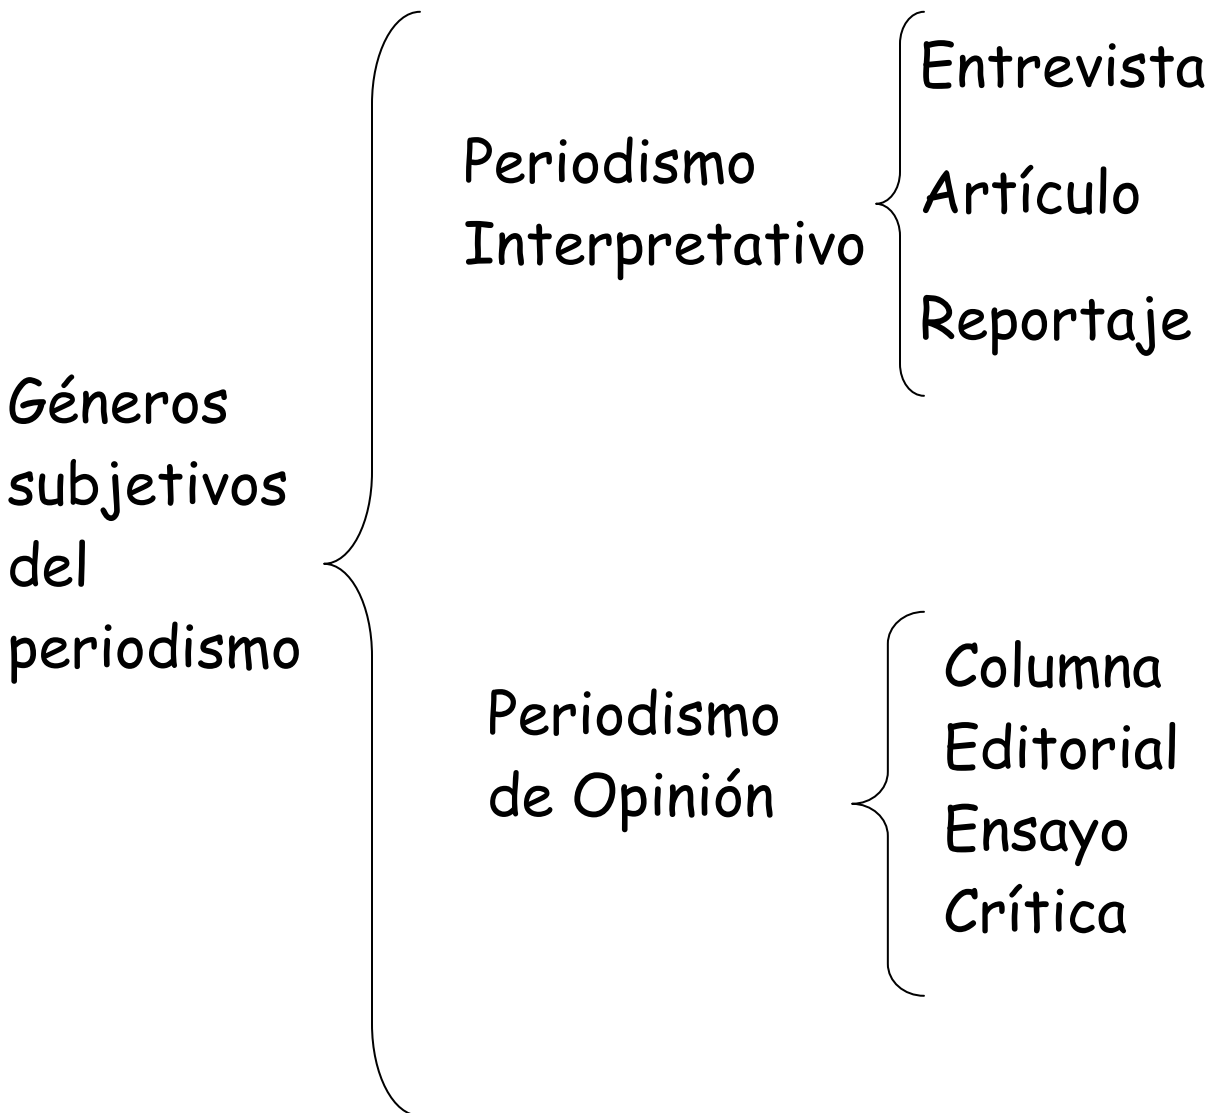 Géneros
subjetivos
del
periodismo
Periodismo
Interpretativo
Entrevista
Artículo
Reportaje
Periodismo
de Opinión
Columna
Editorial
Ensayo
Crítica